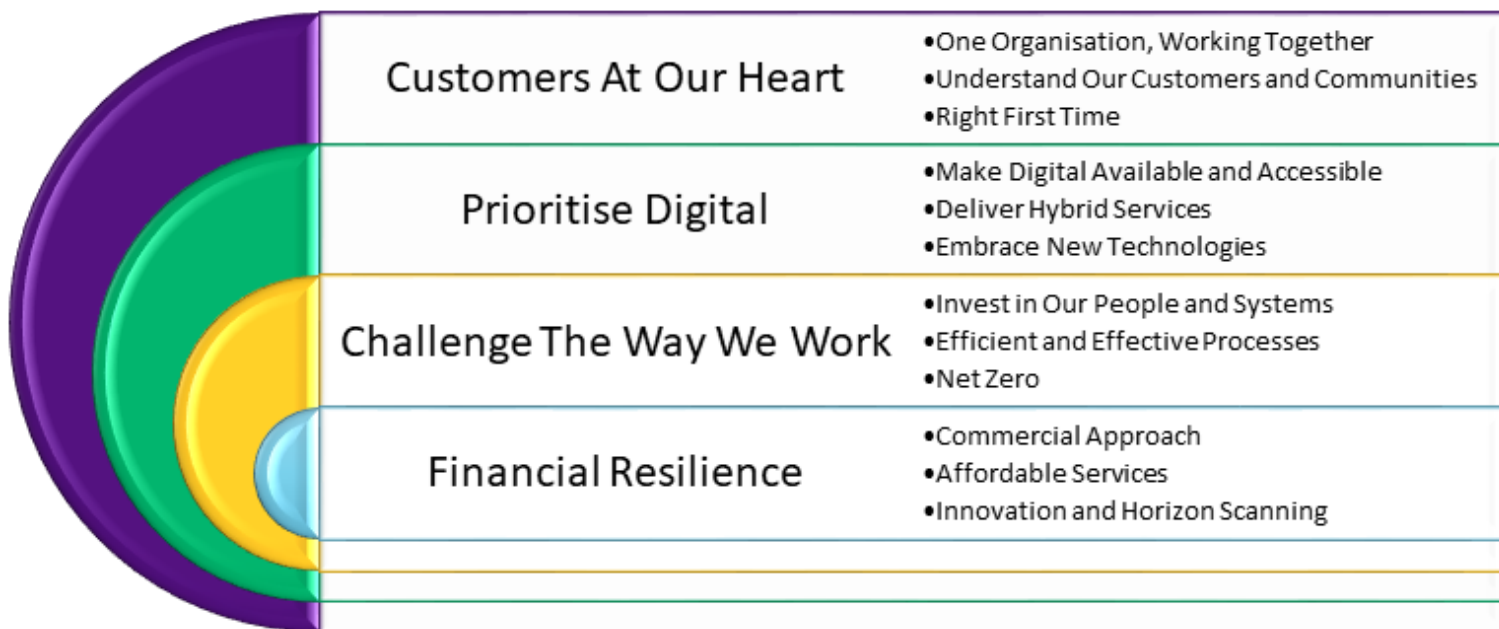 Customers At Our Heart
•One Organisation, Working Together
•Understand Our Customers and Communities
•Right First Time
Prioritise Digital
•Make Digital Available and Accessible
•Deliver Hybrid Services
•Embrace New Technologies
Challenge The Way We Work
•Invest in Our People and Systems
•Efficient and Effective Processes
•Net Zero
Financial Resilience
•Commercial Approach
•Affordable Services
•Innovation and Horizon Scanning